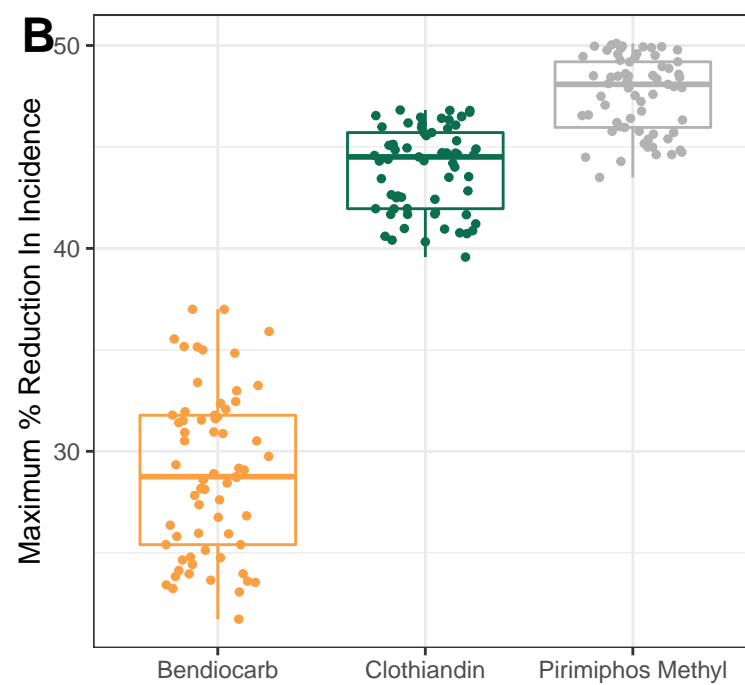 B
Maximum % Reduction In Incidence
50
40
30
Bendiocarb
Clothiandin
Pirimiphos Methyl